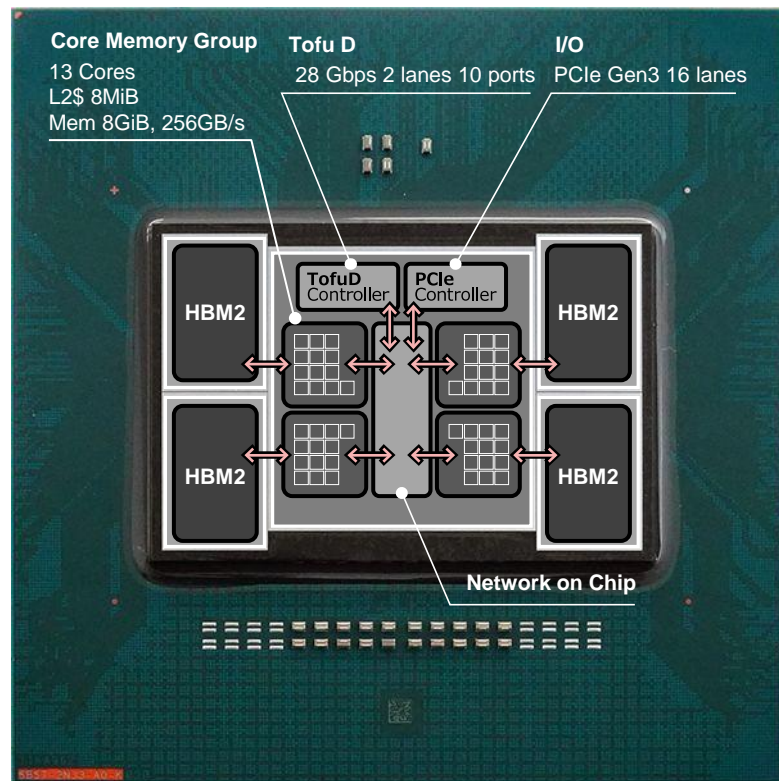 Core Memory Group
13 Cores
L2$ 8MiB
Mem 8GiB, 256GB/s
Tofu D
28 Gbps 2 lanes 10 ports
I/O
PCIe Gen3 16 lanes
TofuD
Controller
PCIe
Controller
HBM2
HBM2
HBM2
HBM2
Network on Chip